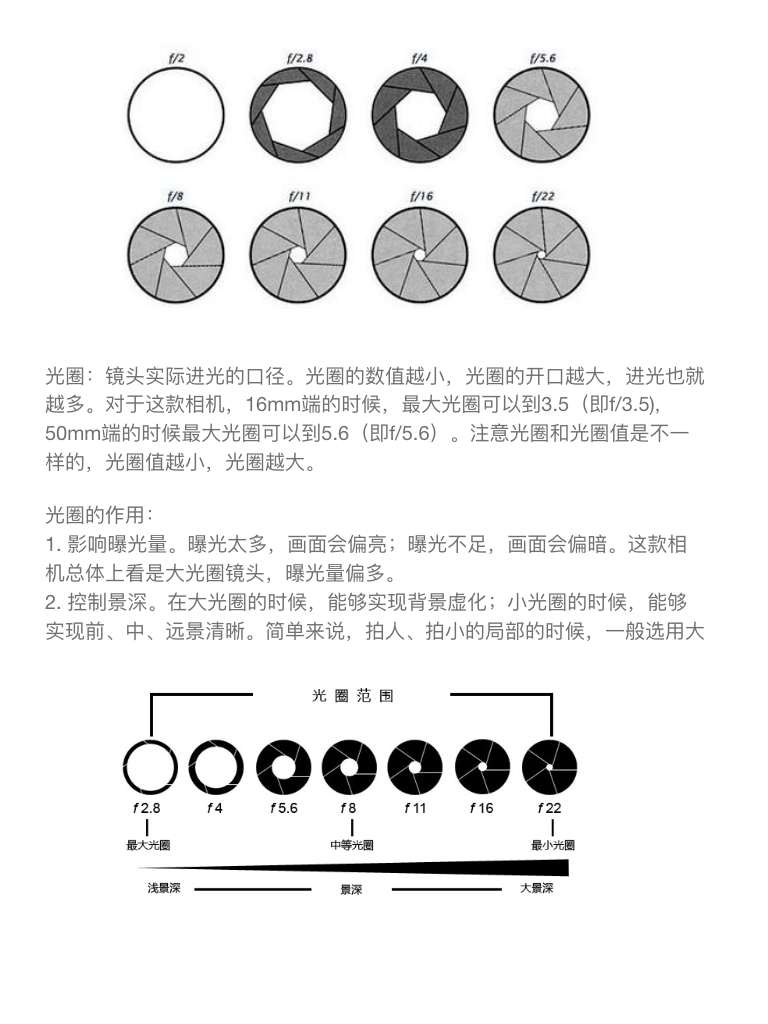 f/2 f/2.8 f/4 f/5.6
f/8 f/11 f/16 f/22
光圈：镜头实际进光的口径。光圈的数值越小，光圈的开口越大，进光也就
越多。对于这款相机，16mm端的时候，最大光圈可以到3.5（即f/3.5),
50mm端的时候最大光圈可以到5.6（即f/5.6）。注意光圈和光圈值是不一
样的，光圈值越小，光圈越大。
光圈的作用：
1. 影响曝光量。曝光太多，画面会偏亮；曝光不足，画面会偏暗。这款相
机总体上看是大光圈镜头，曝光量偏多。
2. 控制景深。在大光圈的时候，能够实现背景虚化；小光圈的时候，能够
实现前、中、远景清晰。简单来说，拍人、拍小的局部的时候，一般选用大
光圈范围
f 2.8 f 4 f 5.6 f 8 f 11 f 16 f 22
最大光圈 中等光圈 最小光圈
浅景深 景深 大景深